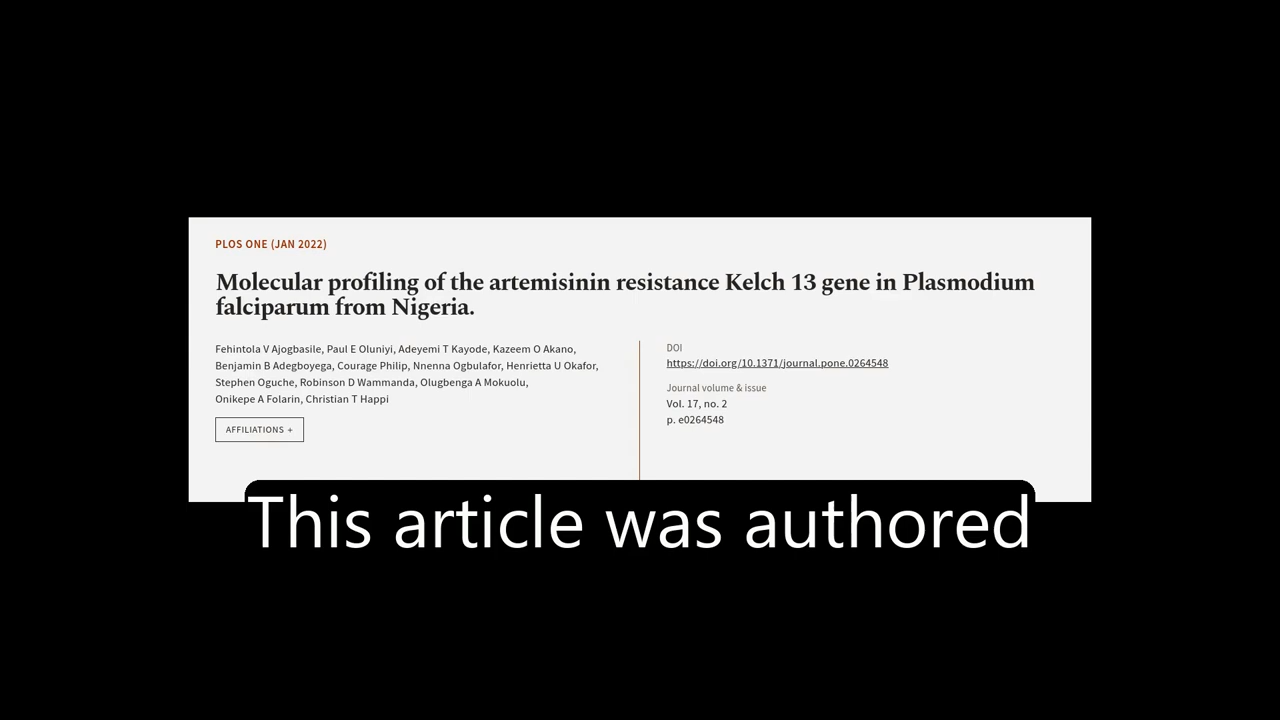 PLOS ONE (JAN 2022)
Molecular profiling of the artemisinin resistance Kelch 13 gene in Plasmodium
falciparum from Nigeria.
Fehintola V Ajogbasile, Paul E Oluniyi, Adeyemi T Kayode, Kazeem O Akano,
Benjamin B Adegboyega, Courage Philip, Nnenna Ogbulafor, Henrietta U Okafor,
Stephen Oguche, Robinson D Wammanda, Olugbenga A Mokuolu,
Onikepe A Folarin, Christian T Happi
AFFILIATIONS +
DOI
https://doi.org/10.1371/journal.pone.0264548
Journal volume & issue
Vol. 17, no. 2
p. e0264548
This article was authored